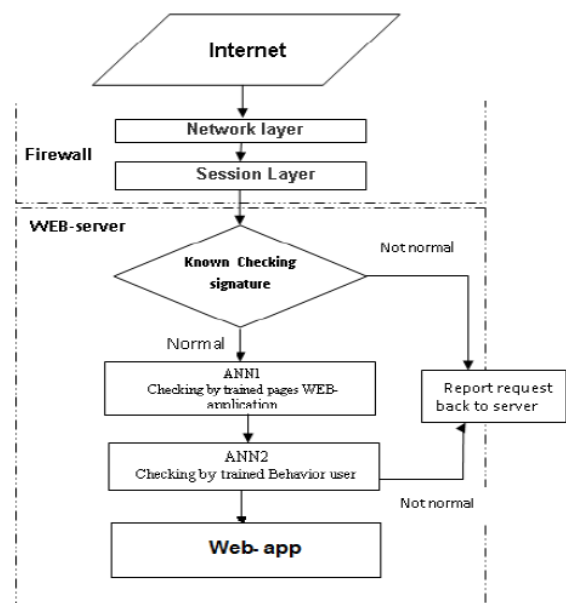 Internet
Network layer
Firewall
Session Layer
WEB-server
Not normal
Known Checking
signature
Normal
ANN1
Checking by trained pages WEB-
application
Report request
back to server
ANN2
Checking by trained Behavior user
Not normal
Web- app